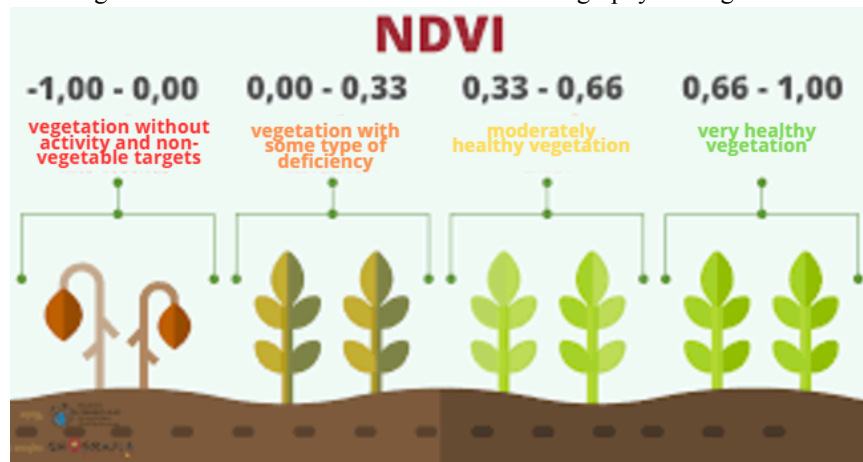 NDVI
-1,00 - 0,00
0,00 - 0,33
0,33 - 0,66
0,66 - 1,00
vegetation without
activity and non-
vegetable targets
vegetation with
some type of
deficiency
moderately
healthy vegetation
very healthy
vegetation